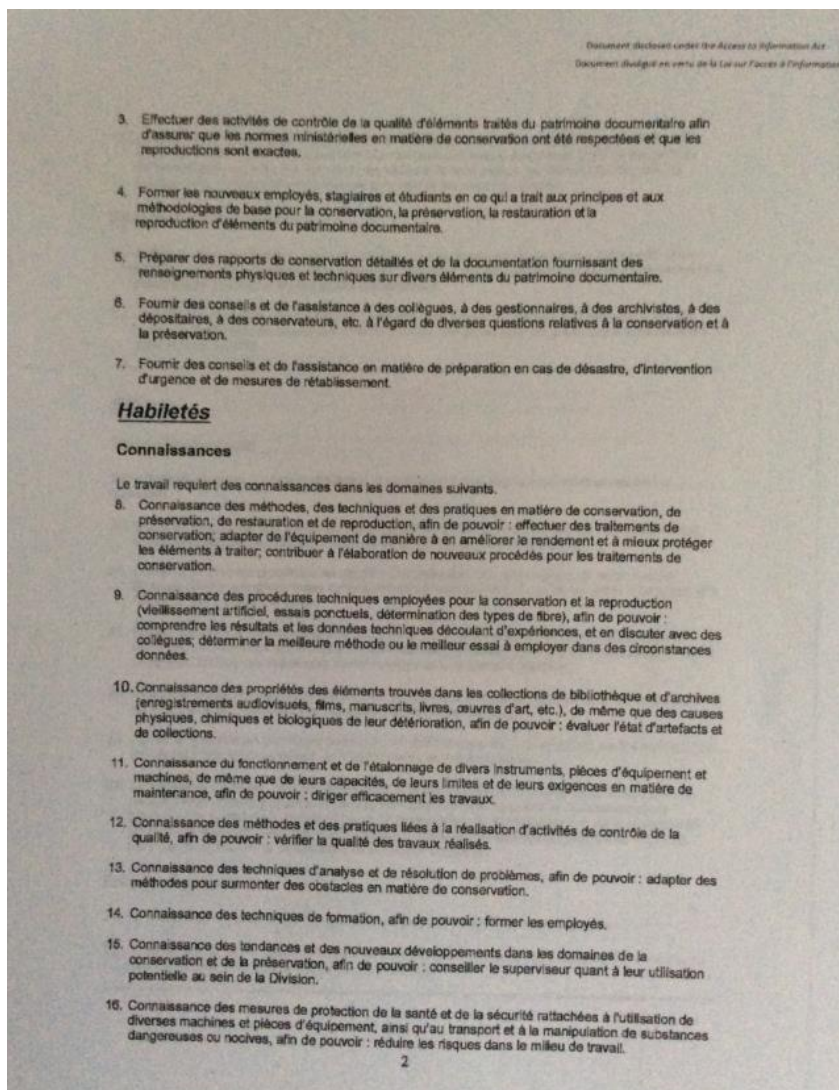 Document disclosed under the Access to Information Act
Document divulgué en vertu de la Loi sur l'accès à l'information
3. Effectuer des activités de contrôle de la qualité d'éléments traités du patrimoine documentaire afin
d'assurer que les normes ministérielles en matière de conservation ont été respectées et que les
reproductions sont exactes.
4. Former les nouveaux employés, stagiaires et étudiants en ce qui a trait aux principes et aux
méthodologies de base pour la conservation, la préservation, la restauration et la
reproduction d'éléments du patrimoine documentaire.
5. Préparer des rapports de conservation détaillés et de la documentation fournissant des
renseignements physiques et techniques sur divers éléments du patrimoine documentaire.
6. Fournir des conseils et de l'assistance à des collègues, à des gestionnaires, à des archivistes, à des
dépositaires, à des conservateurs, etc. à l'égard de diverses questions relatives à la conservation et à
la préservation.
7. Fournir des conseils et de l'assistance en matière de préparation en cas de désastre, d'intervention
d'urgence et de mesures de rétablissement.
Habiletés
Connaissances
Le travail requiert des connaissances dans les domaines suivants.
8. Connaissance des méthodes, des techniques et des pratiques en matière de conservation, de
préservation, de restauration et de reproduction, afin de pouvoir : effectuer des traitements de
conservation; adapter de l'équipement de manière à en améliorer le rendement et à mieux protéger
les éléments à traiter; contribuer à l'élaboration de nouveaux procédés pour les traitements de
conservation.
9. Connaissance des procédures techniques employées pour la conservation et la reproduction
(vieillissement artificiel, essais ponctuels, détermination des types de fibre), afin de pouvoir :
comprendre les résultats et les données techniques découlant d'expériences, et en discuter avec des
collègues; déterminer la meilleure méthode ou le meilleur essai à employer dans des circonstances
données.
10. Connaissance des propriétés des éléments trouvés dans les collections de bibliothèque et d'archives
(enregistrements audiovisuels, films, manuscrits, livres, œuvres d'art, etc.), de même que des causes
physiques, chimiques et biologiques de leur détérioration, afin de pouvoir : évaluer l'état d'artefacts et
de collections.
11. Connaissance du fonctionnement et de l'étalonnage de divers instruments, pièces d'équipement et
machines, de même que de leurs capacités, de leurs limites et de leurs exigences en matière de
maintenance, afin de pouvoir : diriger efficacement les travaux.
12. Connaissance des méthodes et des pratiques liées à la réalisation d'activités de contrôle de la
qualité, afin de pouvoir : vérifier la qualité des travaux réalisés.
13. Connaissance des techniques d'analyse et de résolution de problèmes, afin de pouvoir : adapter des
méthodes pour surmonter des obstacles en matière de conservation.
14. Connaissance des techniques de formation, afin de pouvoir : former les employés.
15. Connaissance des tendances et des nouveaux développements dans les domaines de la
conservation et de la préservation, afin de pouvoir : conseiller le superviseur quant à leur utilisation
potentielle au sein de la Division.
16. Connaissance des mesures de protection de la santé et de la sécurité rattachées à l'utilisation de
diverses machines et pièces d'équipement, ainsi qu'au transport et à la manipulation de substances
dangereuses ou nocives, afin de pouvoir : réduire les risques dans le milieu de travail.
2